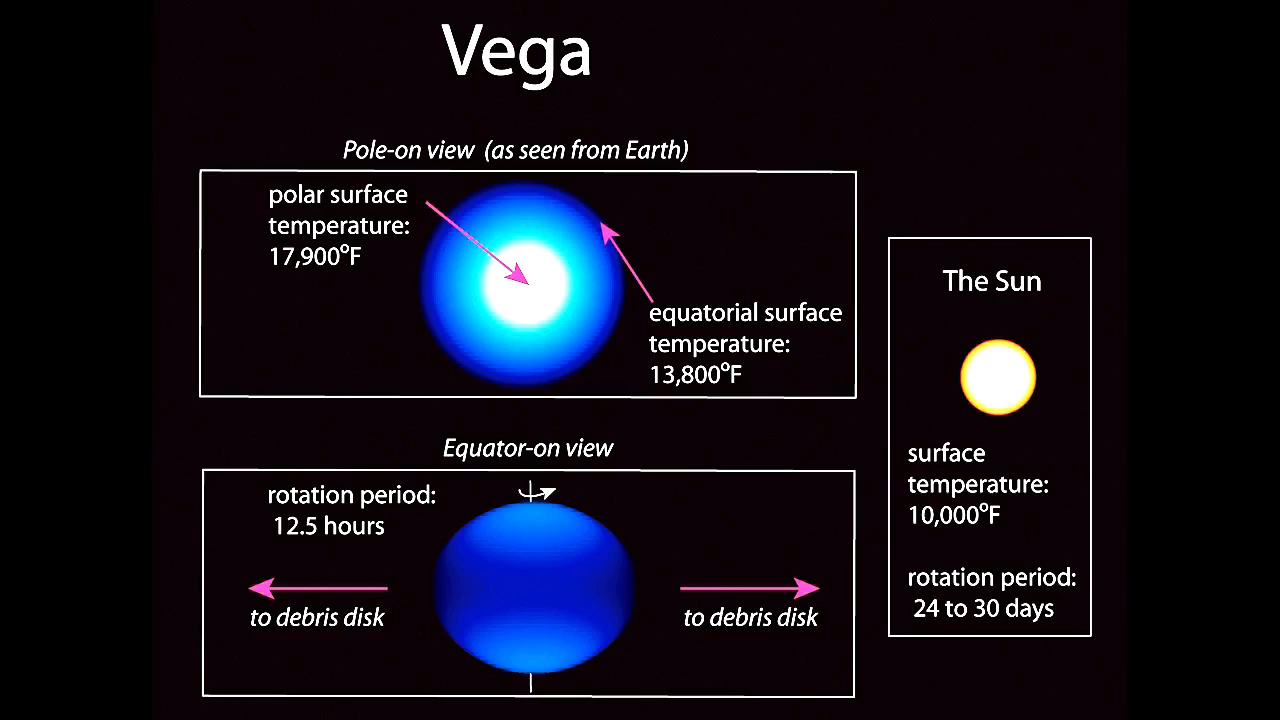 Vega
Pole-on view (as seen from Earth)
polar surface
temperature:
17,900°F
equatorial surface
temperature:
13,800°F
Equator-on view
rotation period:
12.5 hours
to debris disk
to debris disk
The Sun
surface
temperature:
10,000°F
rotation period:
24 to 30 days